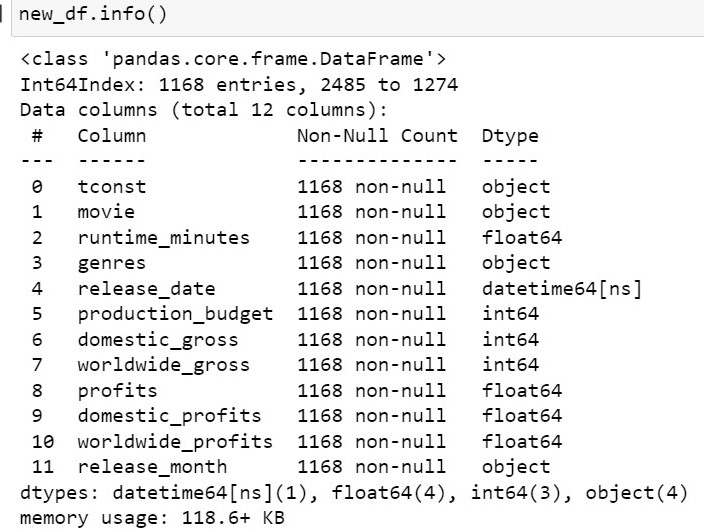 new_df.info()
<class 'pandas.core.frame.DataFrame'>
Int64Index: 1168 entries, 2485 to 1274
Data columns (total 12 columns):
 #   Column             Non-Null Count  Dtype
---  ------             --------------  -----
 0   tconst             1168 non-null   object
 1   movie              1168 non-null   object
 2   runtime_minutes    1168 non-null   float64
 3   genres             1168 non-null   object
 4   release_date       1168 non-null   datetime64[ns]
 5   production_budget  1168 non-null   int64
 6   domestic_gross     1168 non-null   int64
 7   worldwide_gross    1168 non-null   int64
 8   profits            1168 non-null   float64
 9   domestic_profits   1168 non-null   float64
 10  worldwide_profits  1168 non-null   float64
 11  release_month      1168 non-null   object
dtypes: datetime64[ns](1), float64(4), int64(3), object(4)
memory usage: 118.6+ KB